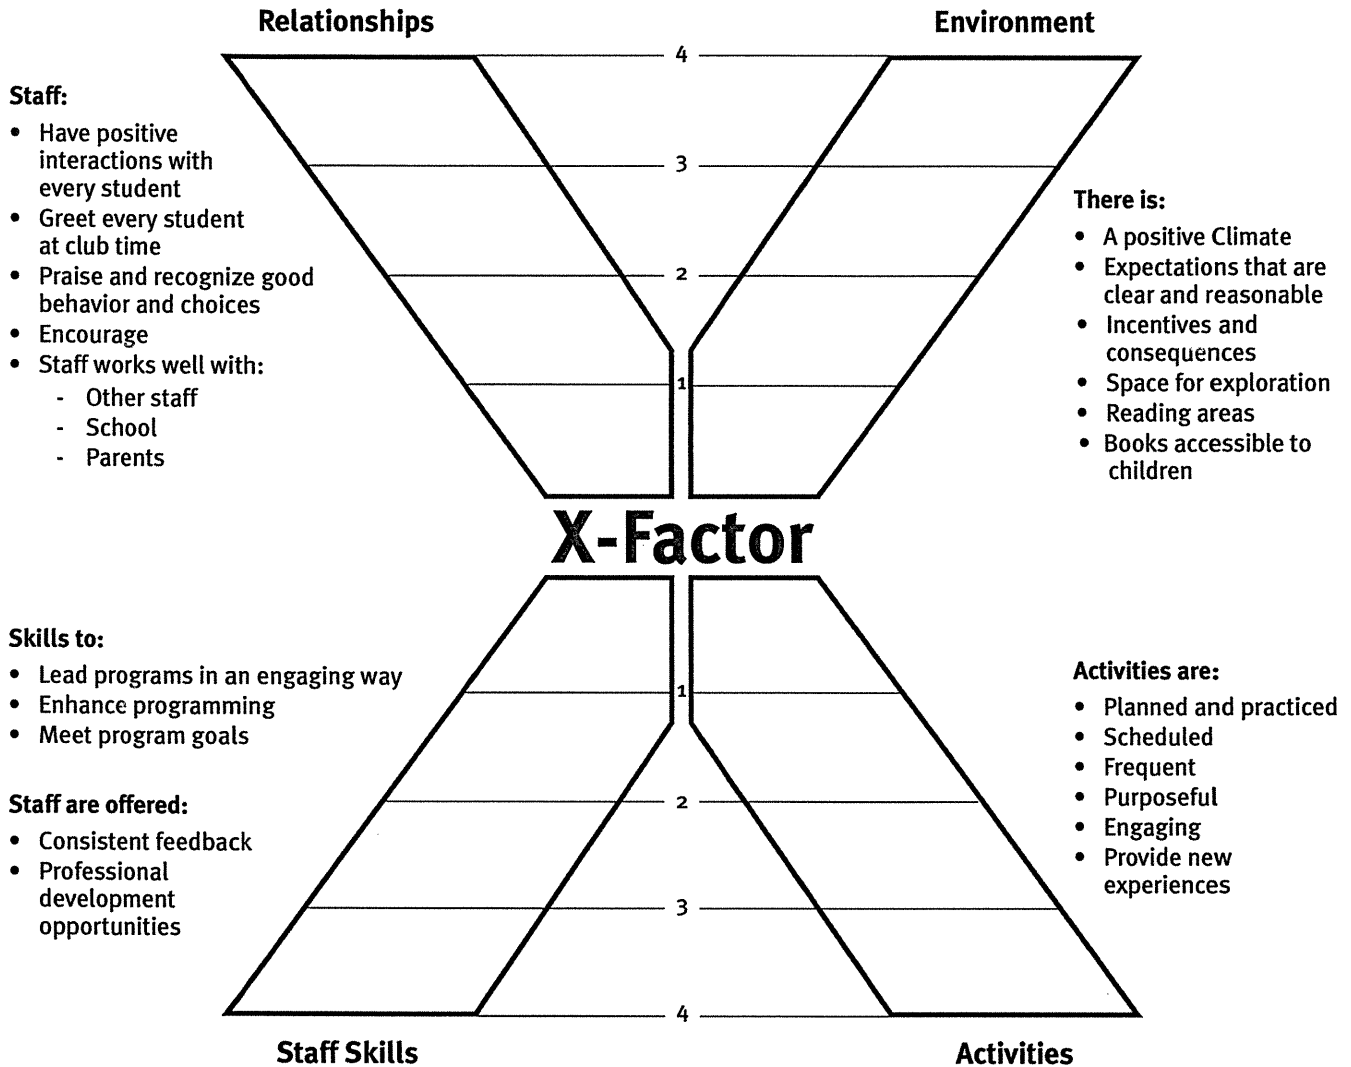 Relationships
Environment
4
Staff:
• Have positive
interactions with
every student
• Greet every student
at club time
• Praise and recognize good
behavior and choices
• Encourage
• Staff works well with:
- Other staff
- School
- Parents
3
2
1
There is:
• A positive Climate
• Expectations that are
clear and reasonable
• Incentives and
consequences
• Space for exploration
• Reading areas
• Books accessible to
children
X-Factor
Skills to:
• Lead programs in an engaging way
• Enhance programming
• Meet program goals
Staff are offered:
• Consistent feedback
• Professional
development
opportunities
1
2
3
4
Activities are:
• Planned and practiced
• Scheduled
• Frequent
• Purposeful
• Engaging
• Provide new
experiences
Staff Skills
Activities